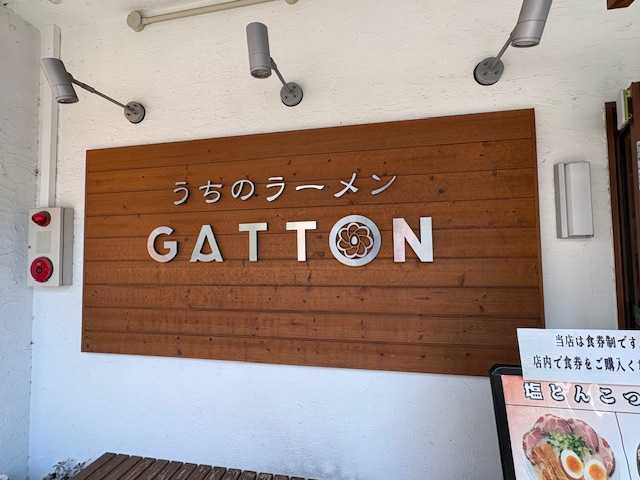 うちのラーメン
GATTON
当店は食券制です
店内で食券をご購入く
塩とんこつ